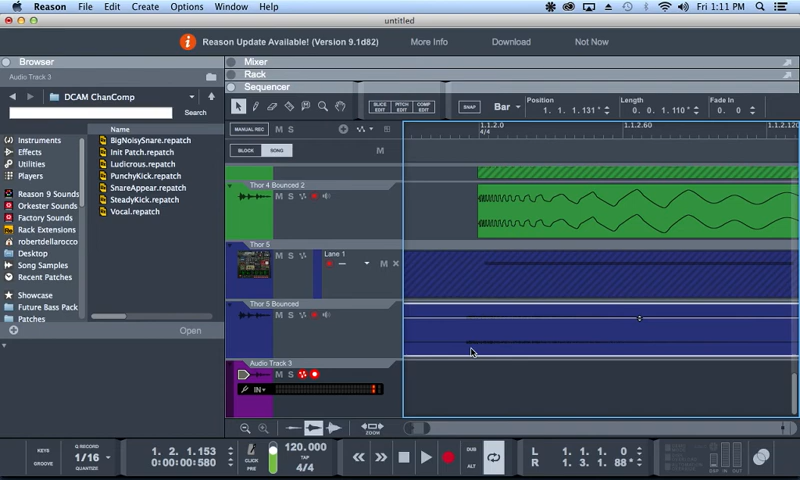 Reason File Edit Create Options Window Help
Fri 1:11 PM
untitled
Reason Update Available! (Version 9.1d82) More Info Download Not Now
Browser
Audio Track 3
DCAM ChanComp
Search
Name
Instruments
Effects
Utilities
Players
Reason 9 Sounds
Orkester Sounds
Factory Sounds
Rack Extensions
robertdellarocco
Desktop
Song Samples
Recent Patches
Showcase
Future Bass Pack
Patches
BigNoisySnare.repatch
Init Patch.repatch
Ludicrous.repatch
PunchyKick.repatch
SnareAppear.repatch
SteadyKick.repatch
Vocal.repatch
Open
Mixer
Rack
Sequencer
SLICE EDIT PITCH EDIT COMP EDIT SNAP Bar
Position
1. 1. 1.131*
Length
0. 0. 1.110*
Fade In
0. 0
MANUAL REC M S
BLOCK SONG M
1.1.2.0
4/4
1.1.2.60
1.1.2.120
Thor 4 Bounced 2
M S
Thor 5
M S
Lane 1
M
Thor 5 Bounced
M S
Audio Track 3
M S
IN
ZOOM
KEYS
GROOVE
Q RECORD
1/16
QUANTIZE
1. 2. 1.153
0:00:00:580
CLICK
PRE
120.000
TAP
4/4
DUB
ALT
L 1. 1. 1. 0
R 1. 3. 1. 88*